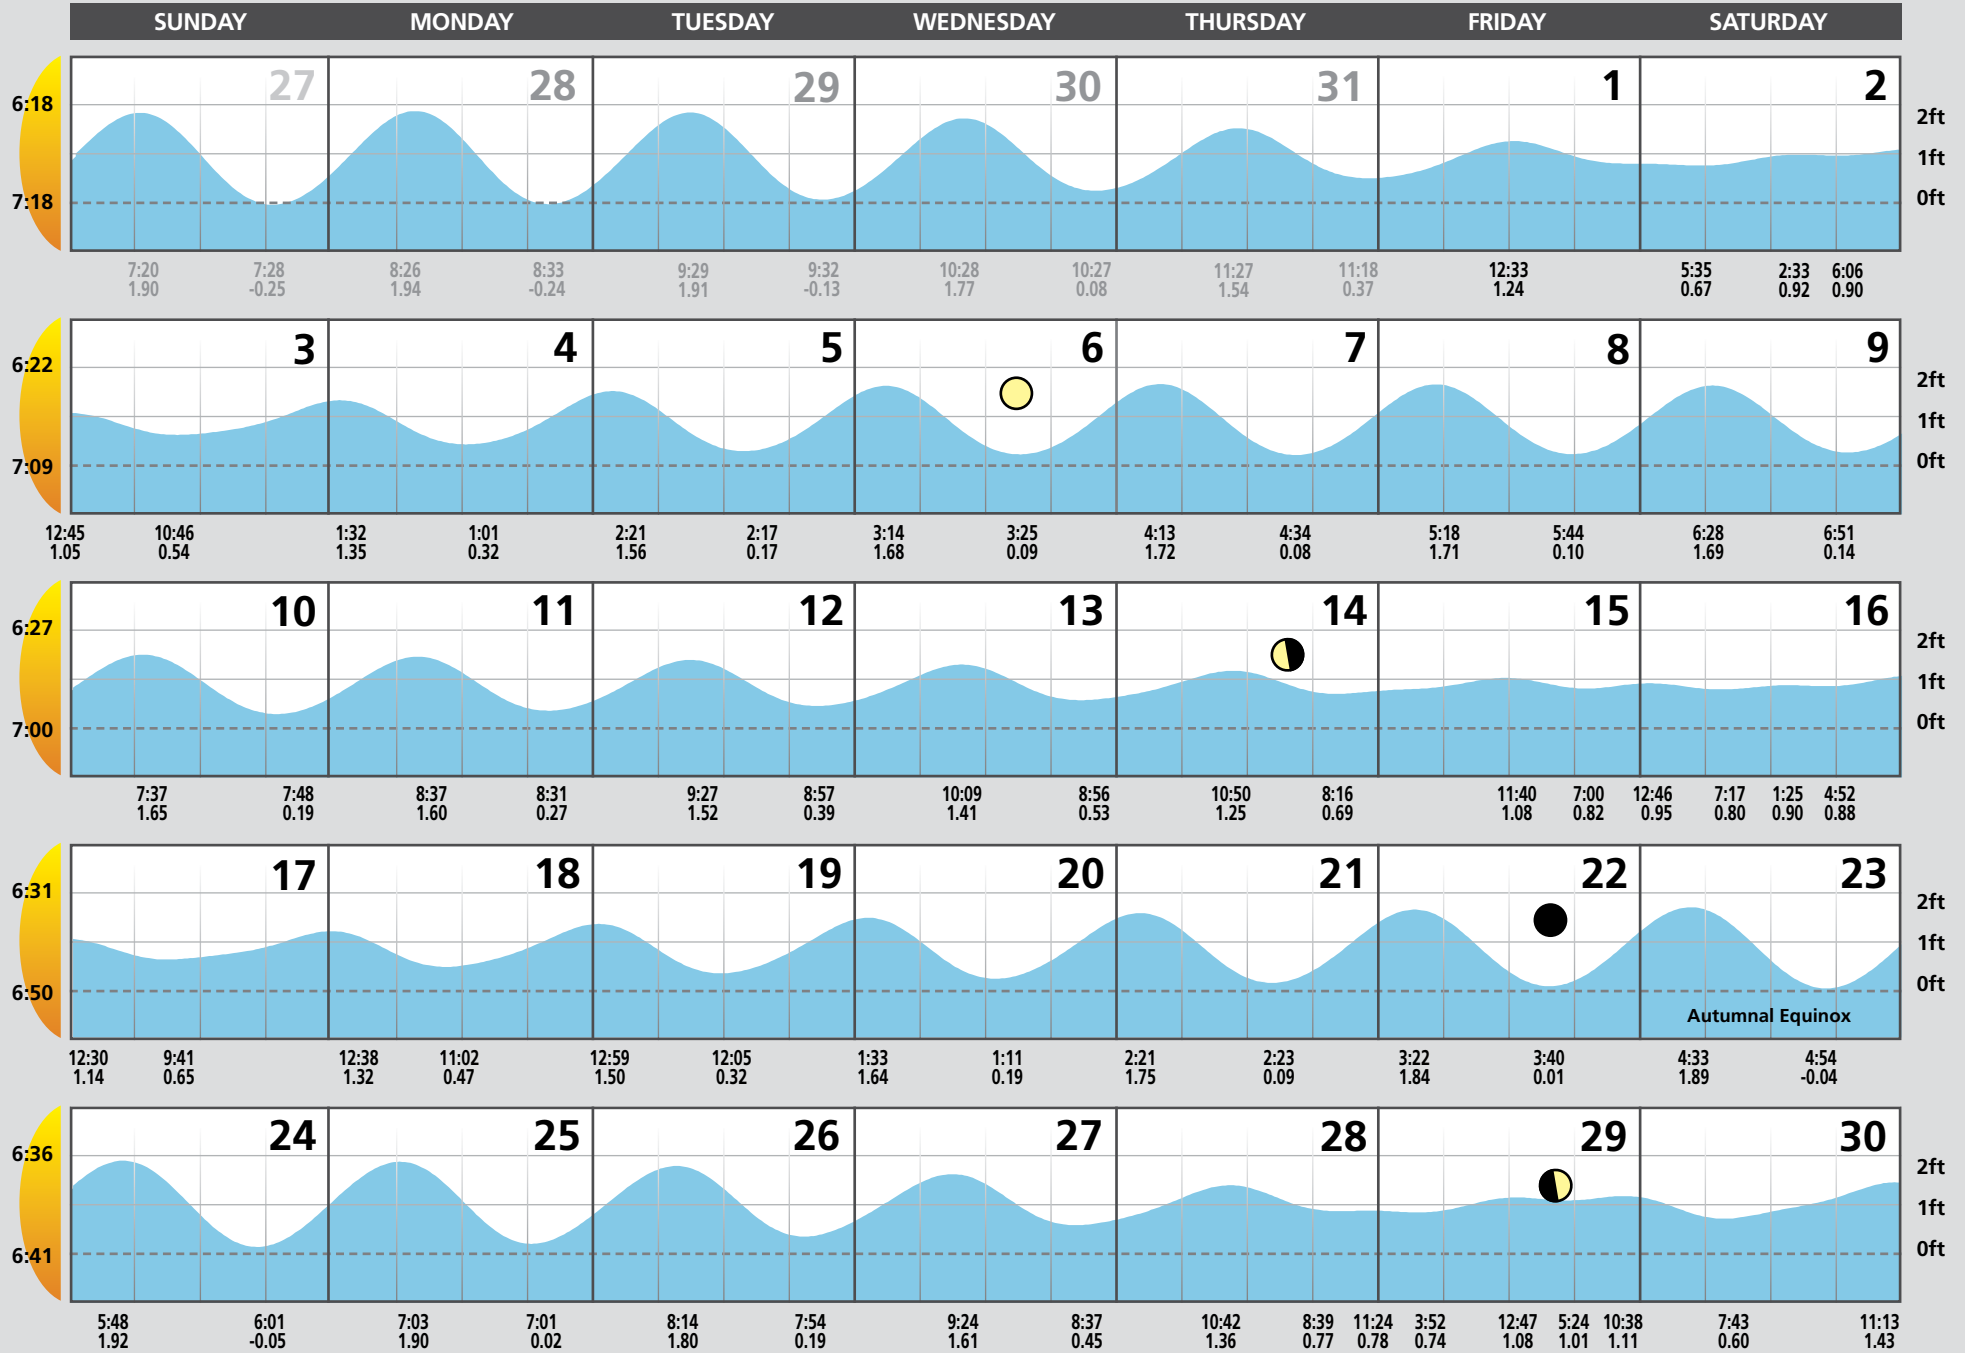 SUNDAY MONDAY TUESDAY WEDNESDAY THURSDAY FRIDAY SATURDAY
27 28 29 30 31 1 2
6:18
2ft
1ft
7:18
0ft
7:20 7:28 8:26 8:33 9:29 9:32 10:28 10:27 11:27 11:18 12:33 5:35 2:33 6:06
1.90 -0.25 1.94 -0.24 1.91 -0.13 1.77 0.08 1.54 0.37 1.24 0.67 0.92 0.90
3 4 5 6 7 8 9
6:22
2ft
1ft
7:09
0ft
12:45 10:46 1:32 1:01 2:21 2:17 3:14 3:25 4:13 4:34 5:18 5:44 6:28 6:51
1.05 0.54 1.35 0.32 1.56 0.17 1.68 0.09 1.72 0.08 1.71 0.10 1.69 0.14
10 11 12 13 14 15 16
6:27
2ft
1ft
7:00
0ft
7:37 7:48 8:37 8:31 9:27 8:57 10:09 8:56 10:50 8:16 11:40 7:00 12:46 7:17 1:25 4:52
1.65 0.19 1.60 0.27 1.52 0.39 1.41 0.53 1.25 0.69 1.08 0.82 0.95 0.80 0.90 0.88
17 18 19 20 21 22 23
6:31
2ft
1ft
6:50
0ft
Autumnal Equinox
12:30 9:41 12:38 11:02 12:59 12:05 1:33 1:11 2:21 2:23 3:22 3:40 4:33 4:54
1.14 0.65 1.32 0.47 1.50 0.32 1.64 0.19 1.75 0.09 1.84 0.01 1.89 -0.04
24 25 26 27 28 29 30
6:36
2ft
1ft
6:41
0ft
5:48 6:01 7:03 7:01 8:14 7:54 9:24 8:37 10:42 8:39 11:24 3:52 12:47 5:24 10:38 7:43 11:13
1.92 -0.05 1.90 0.02 1.80 0.19 1.61 0.45 1.36 0.77 0.78 0.74 1.08 1.01 1.11 0.60 1.43